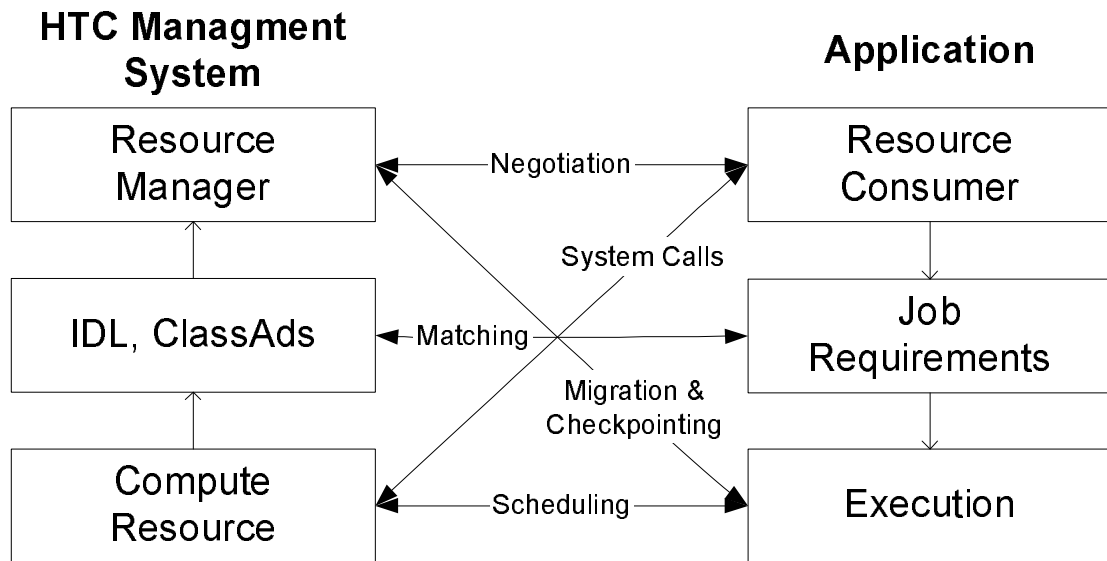 HTC Managment
System
Application
Resource
Manager
Negotiation
Resource
Consumer
System Calls
IDL, ClassAds
Matching
Job
Requirements
Migration &
Checkpointing
Compute
Resource
Scheduling
Execution